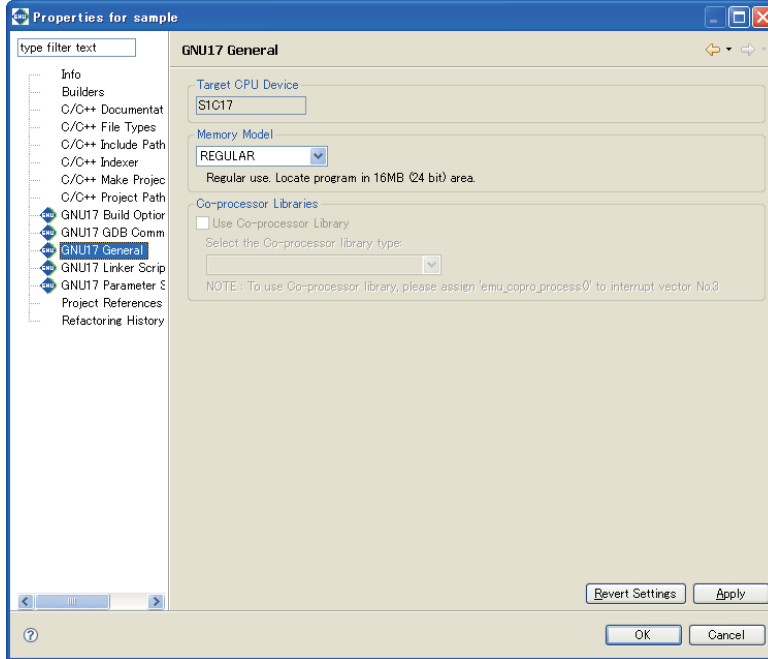 Properties for sample
type filter text
Info
Builders
C/C++ Documentat
C/C++ File Types
C/C++ Include Path
C/C++ Indexer
C/C++ Make Projec
C/C++ Project Path
GNU17 Build Option
GNU17 GDB Comm
GNU17 General
GNU17 Linker Scrip
GNU17 Parameter S
Project References
Refactoring History
GNU17 General
Target CPU Device
S1C17
Memory Model
REGULAR
Regular use. Locate program in 16MB (24 bit) area.
Co-processor Libraries
Use Co-processor Library
Select the Co-processor library type:
NOTE : To use Co-processor library, please assign 'emu_copro_process()' to interrupt vector No.3
Revert Settings
Apply
OK
Cancel